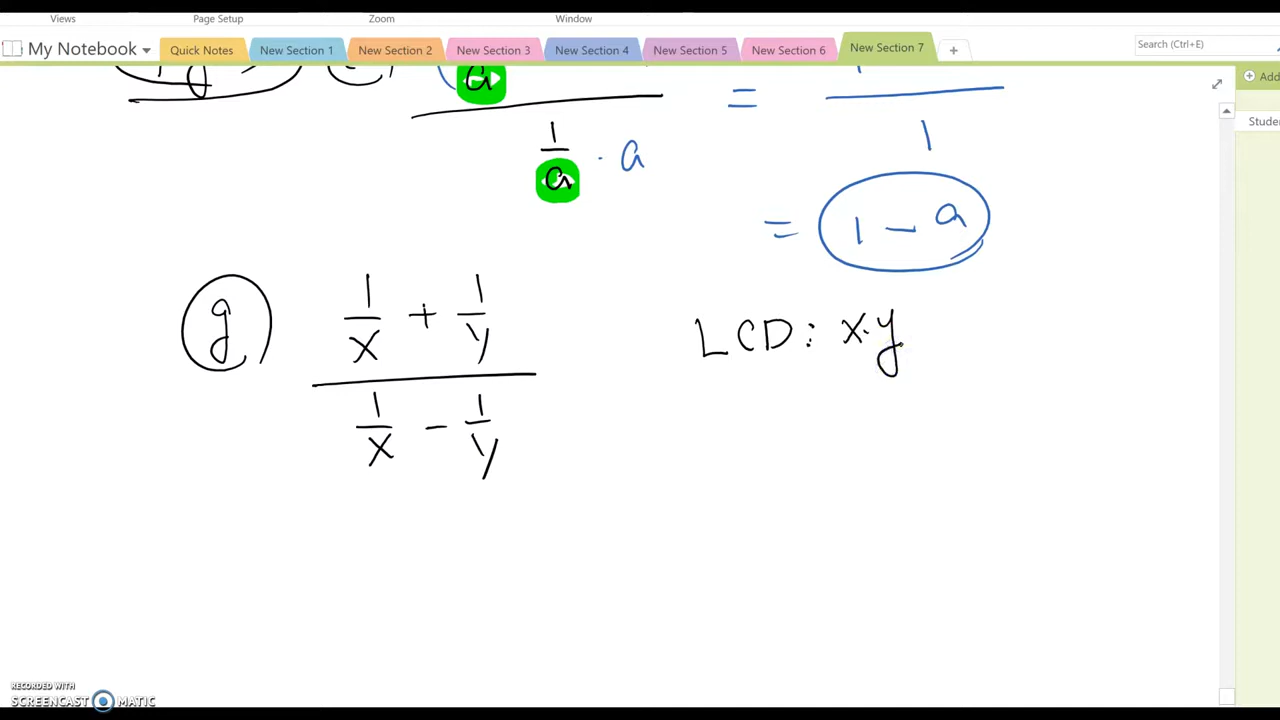 Views Page Setup Zoom Window
My Notebook Quick Notes New Section 1 New Section 2 New Section 3 New Section 4 New Section 5 New Section 6 New Section 7 + Search (Ctrl+E)
Add
Studen
a
=
1
1/a · a
= 1 - a
g
1/x + 1/y
LCD: x·y
1/x - 1/y
RECORDED WITH
SCREENCAST MATIC